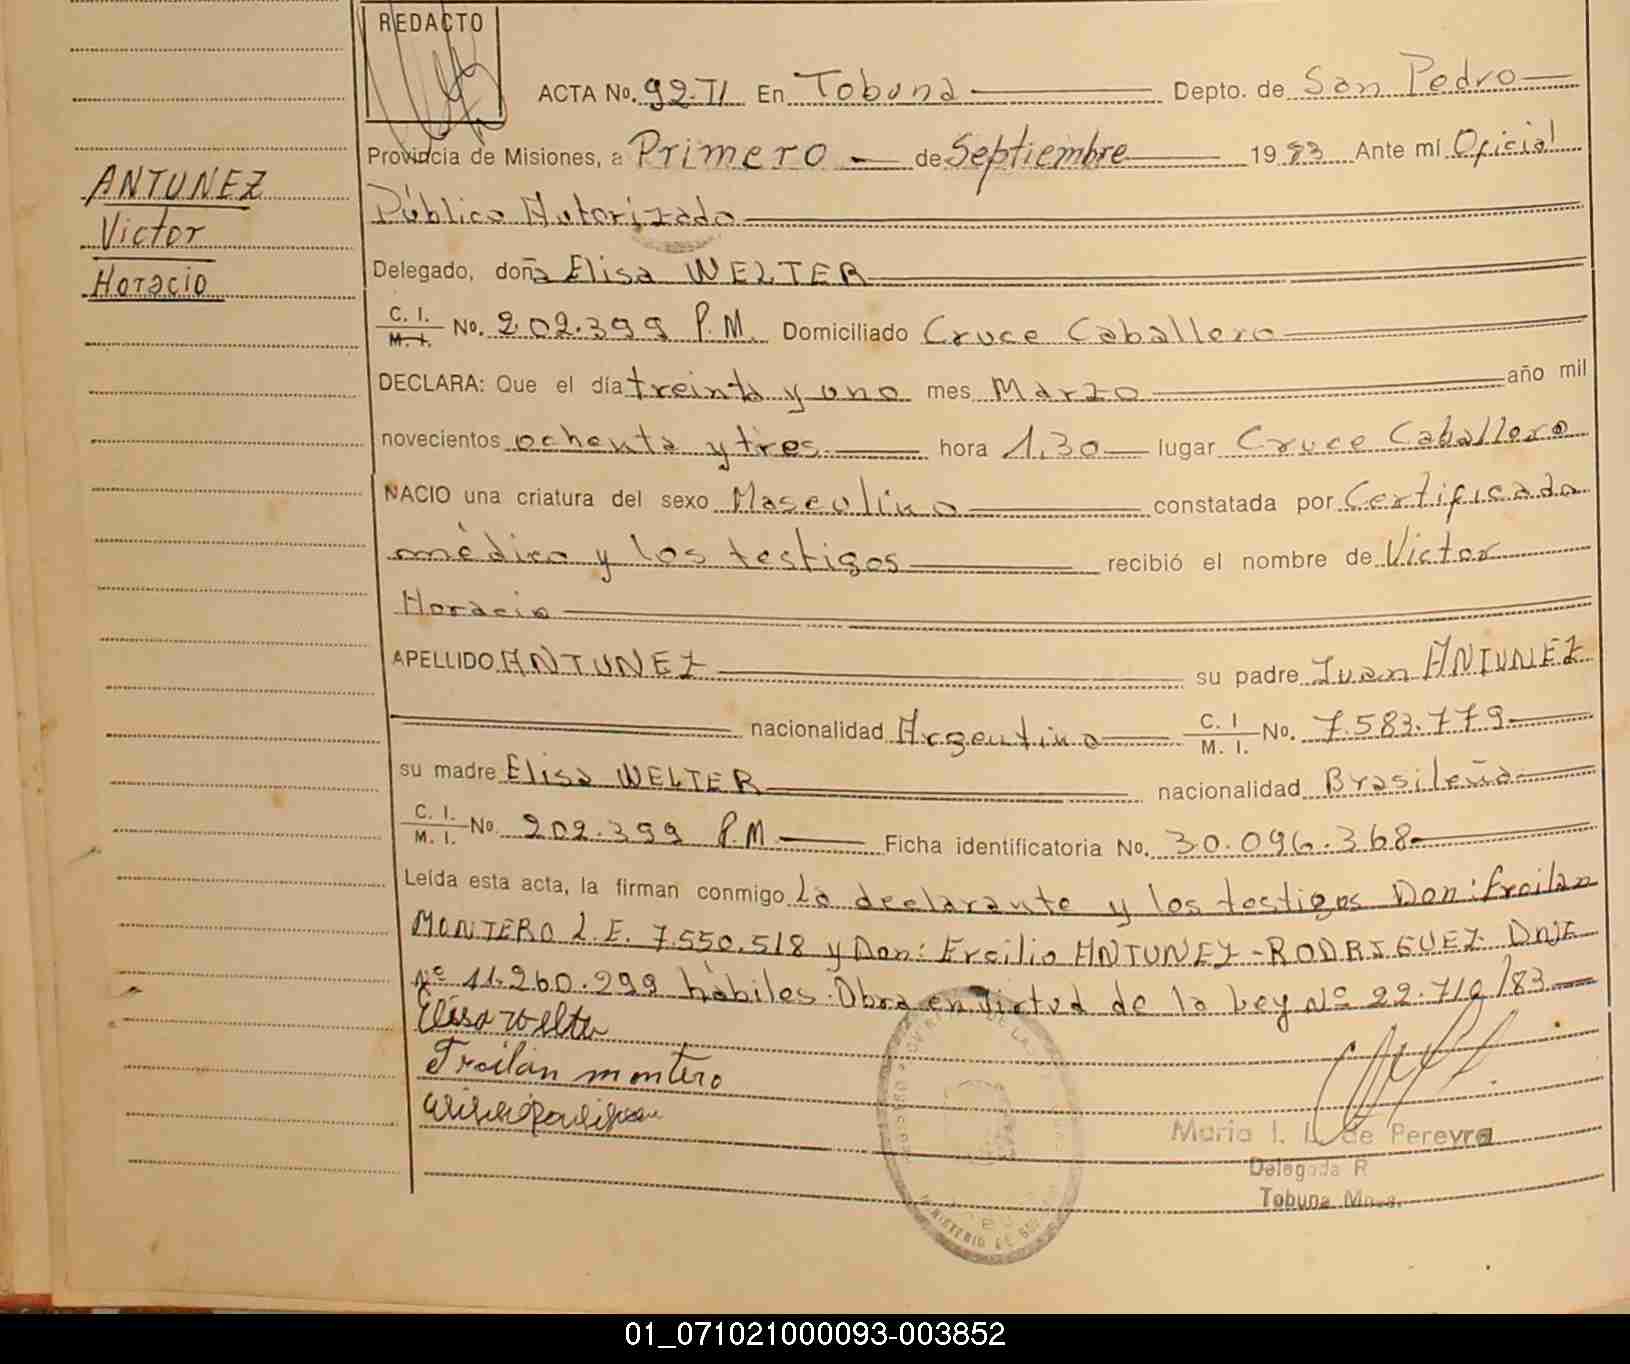 REDACTO
ACTA No. 92-TI En Tobuna Depto. de San Pedro
Provincia de Misiones, a Primero de Septiembre 1983 Ante mí Oficial
Público Autorizado
ANTUNEZ
Victor
Horacio
Delegado, doña Elisa WELTER
C. I. M. I. No. 202.399 P.M. Domiciliado Cruce Caballero
DECLARA: Que el día treinta y uno mes Marzo año mil
novecientos ochenta y tres hora 1,30 lugar Cruce Caballero
NACIO una criatura del sexo Masculino constatada por Certificado
médico y los testigos recibió el nombre de Victor
Horacio
APELLIDO ANTUNEZ su padre Juan ANTUNEZ
nacionalidad Argentino C. I M. I. No. 7.583.779
su madre Elisa WELTER nacionalidad Brasileña
C. I. M. I. No. 202.399 P.M Ficha identificatoria No. 30.096.368
Leída esta acta, la firman conmigo la declarante y los testigos Don: Froilan
MONTERO L.E. 7.550.518 y Don: Ercilio ANTUNEZ-RODRIGUEZ DNIE
Nº 11.260.299 hábiles. Obra en virtud de la Ley Nº 22.710/83
Elisa Welter
Froilan montero
Maria I. L. de Pereyra
Delegada R
Tobuna Mnes.
01_071021000093-003852